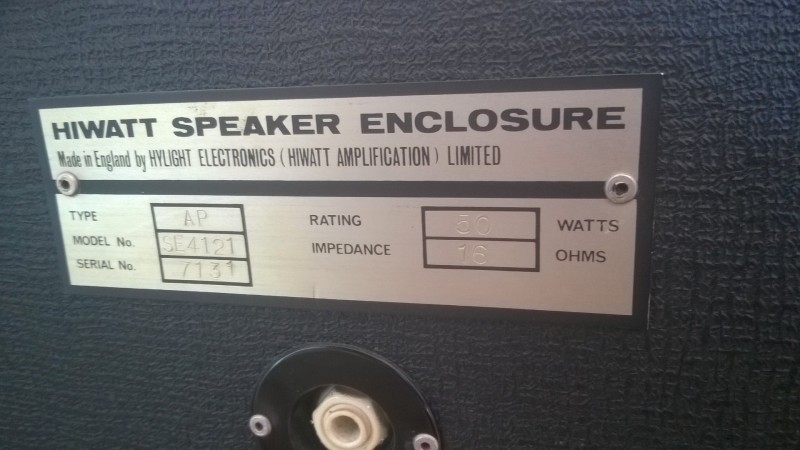 HIWATT SPEAKER ENCLOSURE
Made in England by HYLIGHT ELECTRONICS (HIWATT AMPLIFICATION) LIMITED
TYPE AP RATING 50 WATTS
MODEL No. SE4121 IMPEDANCE 16 OHMS
SERIAL No. 7131